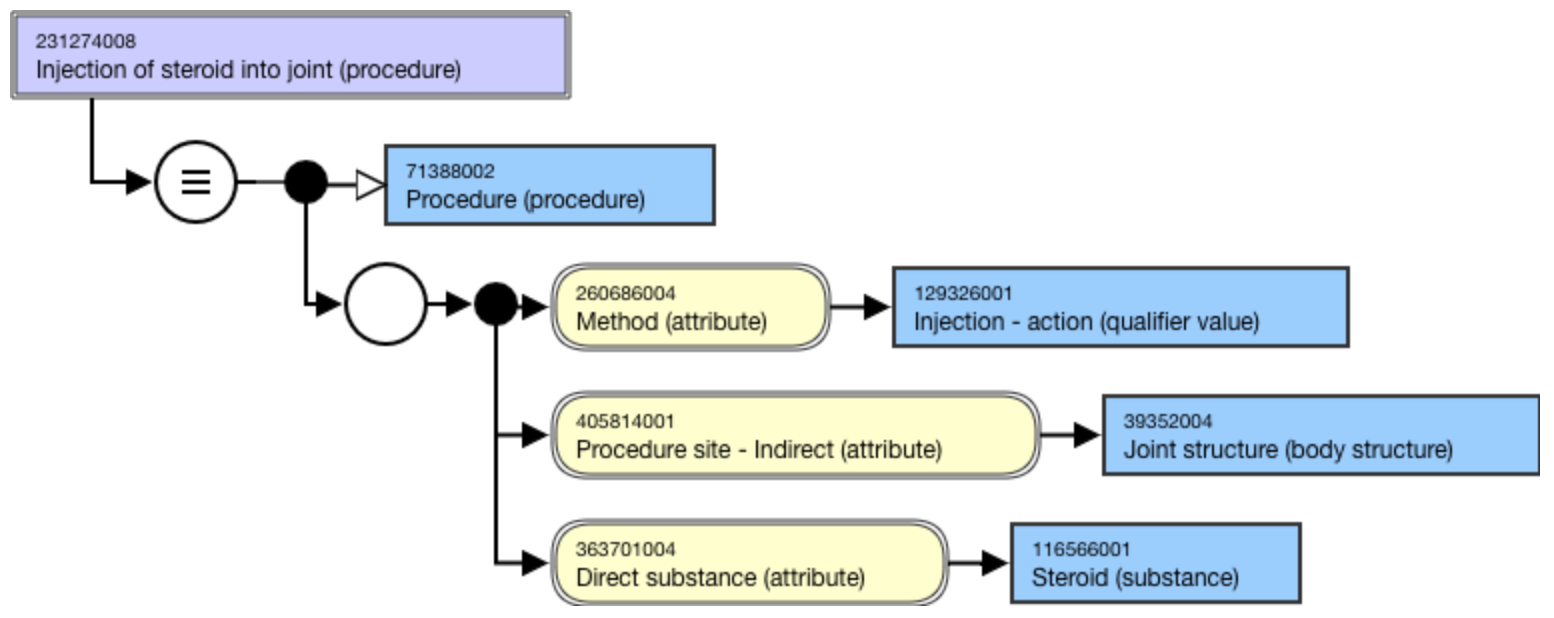 231274008
Injection of steroid into joint (procedure)
71388002
Procedure (procedure)
260686004
Method (attribute)
129326001
Injection - action (qualifier value)
405814001
Procedure site - Indirect (attribute)
39352004
Joint structure (body structure)
363701004
Direct substance (attribute)
116566001
Steroid (substance)